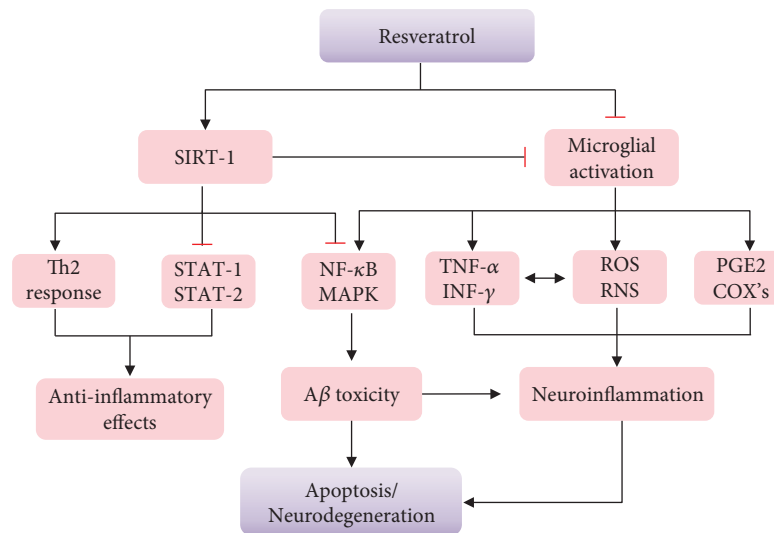 Resveratrol
SIRT-1
Microglial
activation
Th2
response
STAT-1
STAT-2
NF-κB
MAPK
TNF-α
INF-γ
ROS
RNS
PGE2
COX's
Anti-inflammatory
effects
Aβ toxicity
Neuroinflammation
Apoptosis/
Neurodegeneration